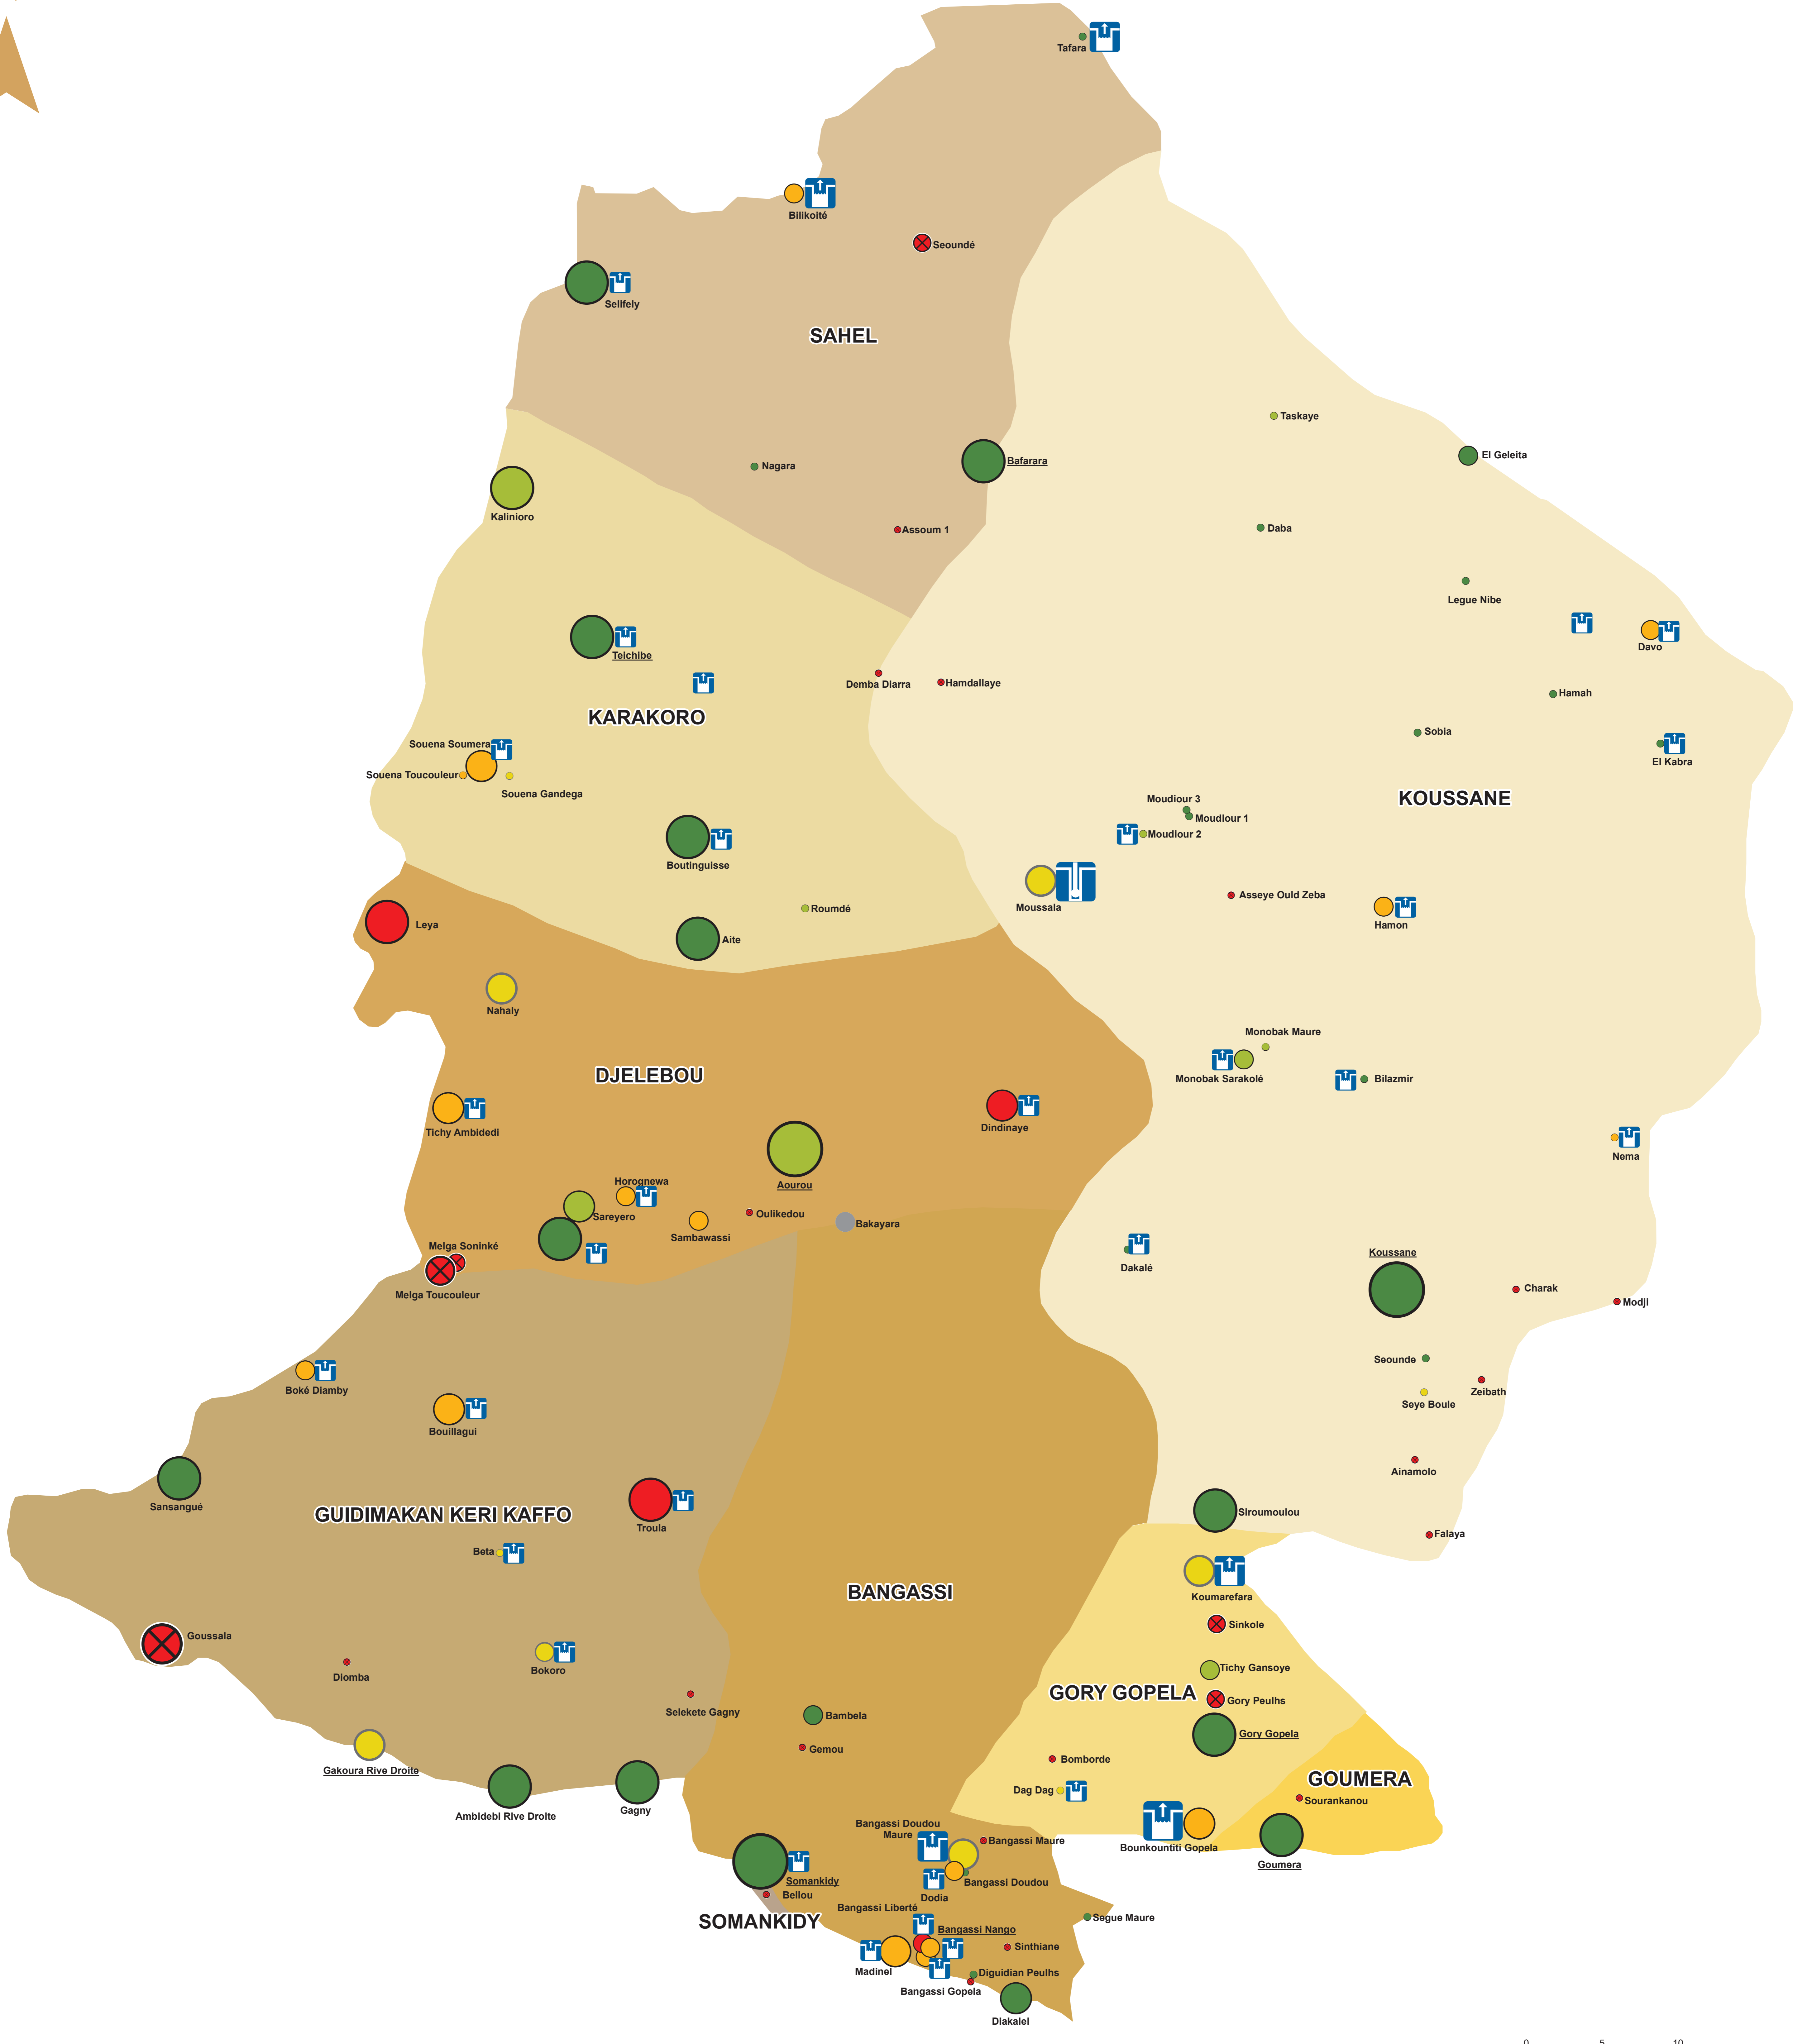 Tafara
Bilikoité
Seoundé
Selifely
SAHEL
Taskaye
El Geleita
Nagara
Bafarara
Kalinioro
Assoum 1
Daba
Legue Nibe
Davo
Teichibe
Demba Diarra
Hamdallaye
Hamah
KARAKORO
Sobia
Souena Soumera
El Kabra
Souena Toucouleur
Souena Gandega
KOUSSANE
Moudiour 3
Moudiour 1
Moudiour 2
Boutinguisse
Asseye Ould Zeba
Moussala
Roumdé
Hamon
Leya
Aite
Nahaly
Monobak Maure
DJELEBOU
Monobak Sarakolé
Bilazmir
Tichy Ambidedi
Dindinaye
Nema
Aourou
Horognewa
Sareyero
Oulikedou
Bakayara
Sambawassi
Melga Soninké
Koussane
Dakalé
Melga Toucouleur
Charak
Modji
Seounde
Boké Diamby
Zeibath
Seye Boule
Bouillagui
Ainamolo
Sansangué
Siroumoulou
GUIDIMAKAN KERI KAFFO
Troula
Falaya
Beta
BANGASSI
Koumarefara
Sinkole
Goussala
Tichy Gansoye
Bokoro
Diomba
GORY GOPELA
Gory Peulhs
Selekete Gagny
Bambela
Gory Gopela
Gemou
Bomborde
Gakoura Rive Droite
GOUMERA
Dag Dag
Sourankanou
Gagny
Ambidebi Rive Droite
Bangassi Doudou
Maure
Bangassi Maure
Bounkountiti Gopela
Goumera
Somankidy
Bangassi Doudou
Bellou
Dodia
Bangassi Liberté
SOMANKIDY
Segue Maure
Bangassi Nango
Sinthiane
Madinel
Diguidian Peulhs
Bangassi Gopela
Diakalel
0 5 10